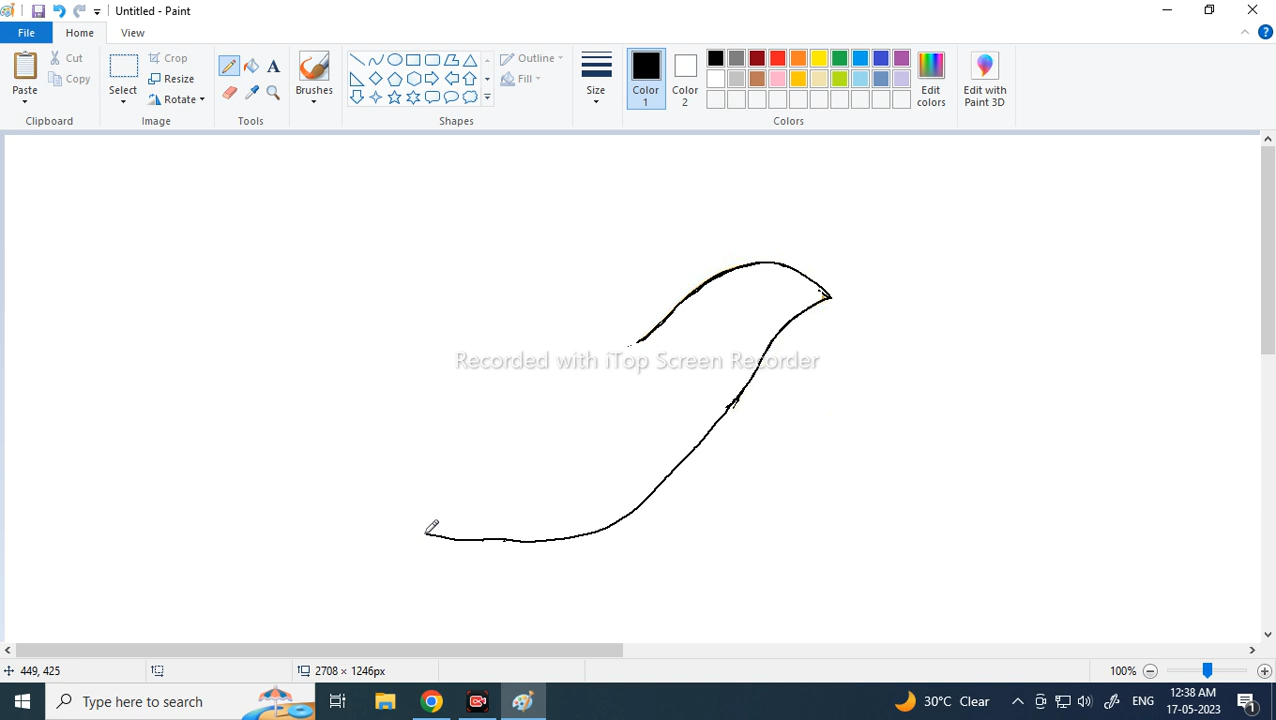 Untitled - Paint
File Home View
Paste
Cut
Copy
Clipboard
Select
Crop
Resize
Rotate
Image
A
Tools
Brushes
Shapes
Outline
Fill
Size
Color 1
Color 2
Colors
Edit colors
Edit with Paint 3D
Recorded with iTop Screen Recorder
449, 425
2708 × 1246px
100%
Type here to search
30°C Clear
ENG
12:38 AM
17-05-2023
1